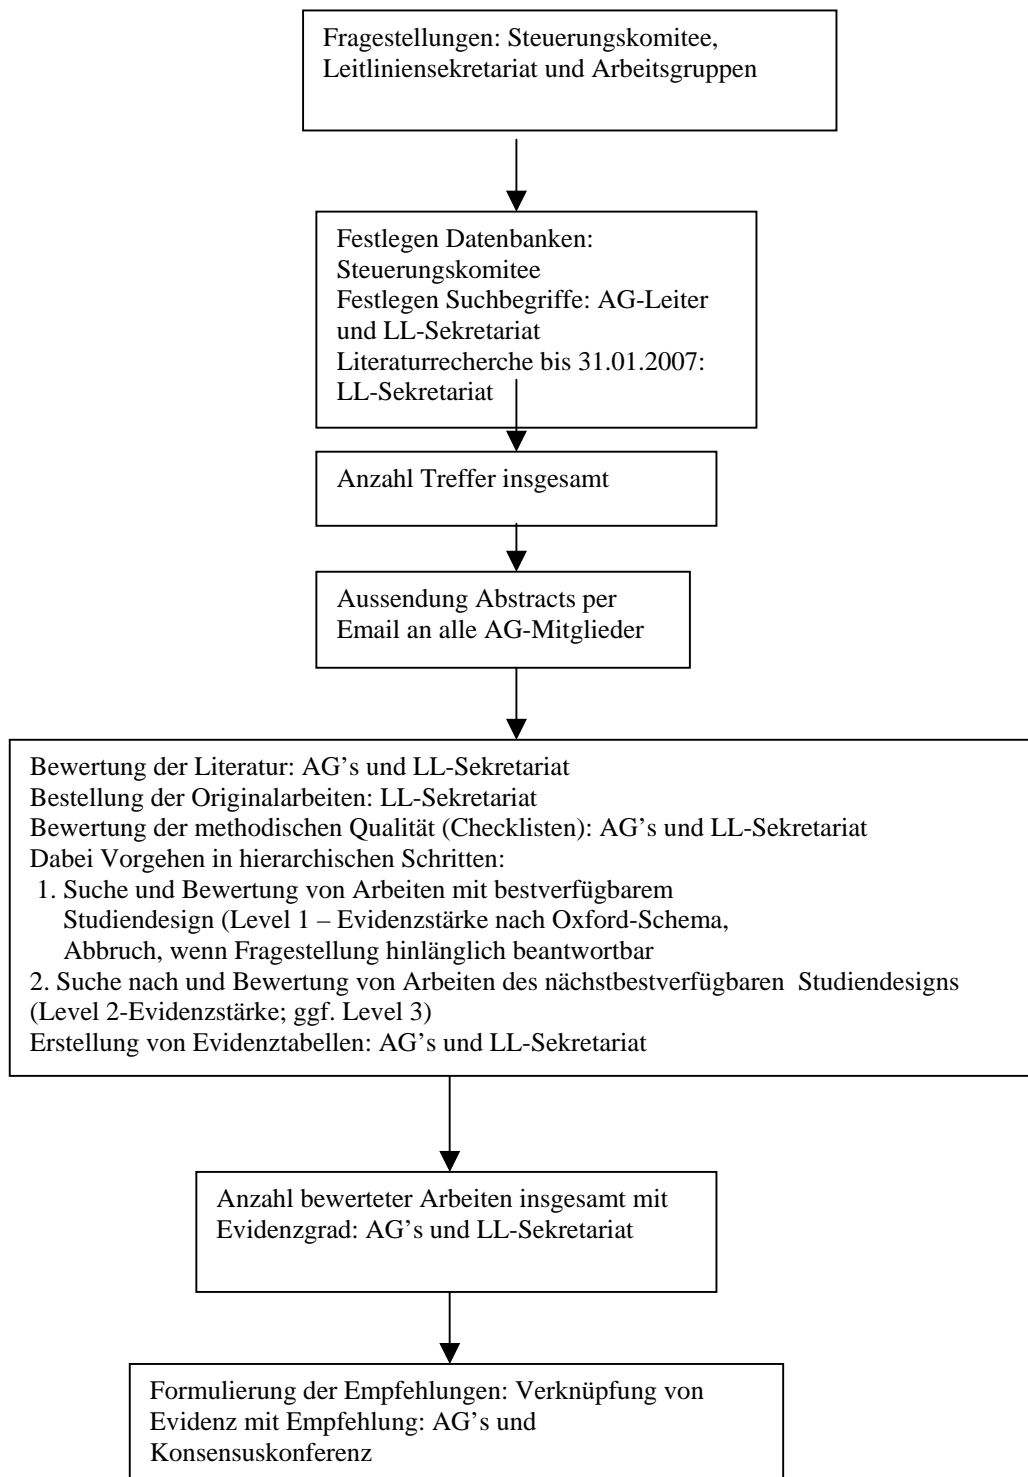 Fragestellungen: Steuerungskomitee,
Leitliniensekretariat und Arbeitsgruppen
Festlegen Datenbanken:
Steuerungskomitee
Festlegen Suchbegriffe: AG-Leiter
und LL-Sekretariat
Literaturrecherche bis 31.01.2007:
LL-Sekretariat
Anzahl Treffer insgesamt
Aussendung Abstracts per
Email an alle AG-Mitglieder
Bewertung der Literatur: AG’s und LL-Sekretariat
Bestellung der Originalarbeiten: LL-Sekretariat
Bewertung der methodischen Qualität (Checklisten): AG’s und LL-Sekretariat
Dabei Vorgehen in hierarchischen Schritten:
1. Suche und Bewertung von Arbeiten mit bestverfügbarem
Studiendesign (Level 1 – Evidenzstärke nach Oxford-Schema,
Abbruch, wenn Fragestellung hinlänglich beantwortbar
2. Suche nach und Bewertung von Arbeiten des nächstbestverfügbaren Studiendesigns
(Level 2-Evidenzstärke; ggf. Level 3)
Erstellung von Evidenztabellen: AG’s und LL-Sekretariat
Anzahl bewerteter Arbeiten insgesamt mit
Evidenzgrad: AG’s und LL-Sekretariat
Formulierung der Empfehlungen: Verknüpfung von
Evidenz mit Empfehlung: AG’s und
Konsensuskonferenz